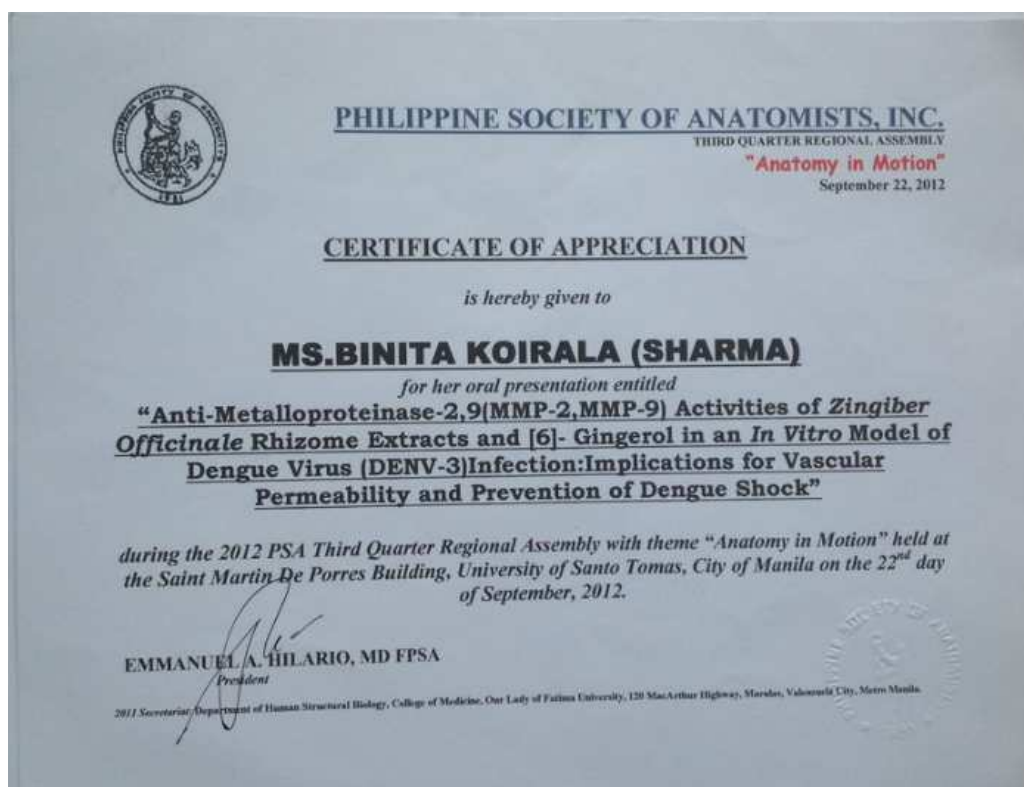 PHILIPPINE SOCIETY OF ANATOMISTS, INC.
THIRD QUARTER REGIONAL ASSEMBLY
"Anatomy in Motion"
September 22, 2012
CERTIFICATE OF APPRECIATION
is hereby given to
MS.BINITA KOIRALA (SHARMA)
for her oral presentation entitled
“Anti-Metalloproteinase-2,9(MMP-2,MMP-9) Activities of Zingiber
Officinale Rhizome Extracts and [6]- Gingerol in an In Vitro Model of
Dengue Virus (DENV-3)Infection:Implications for Vascular
Permeability and Prevention of Dengue Shock”
during the 2012 PSA Third Quarter Regional Assembly with theme “Anatomy in Motion” held at
the Saint Martin De Porres Building, University of Santo Tomas, City of Manila on the 22nd day
of September, 2012.
EMMANUEL A. HILARIO, MD FPSA
President
2011 Secretariat: Department of Human Structural Biology, College of Medicine, Our Lady of Fatima University, 120 MacArthur Highway, Marulas, Valenzuela City, Metro Manila.